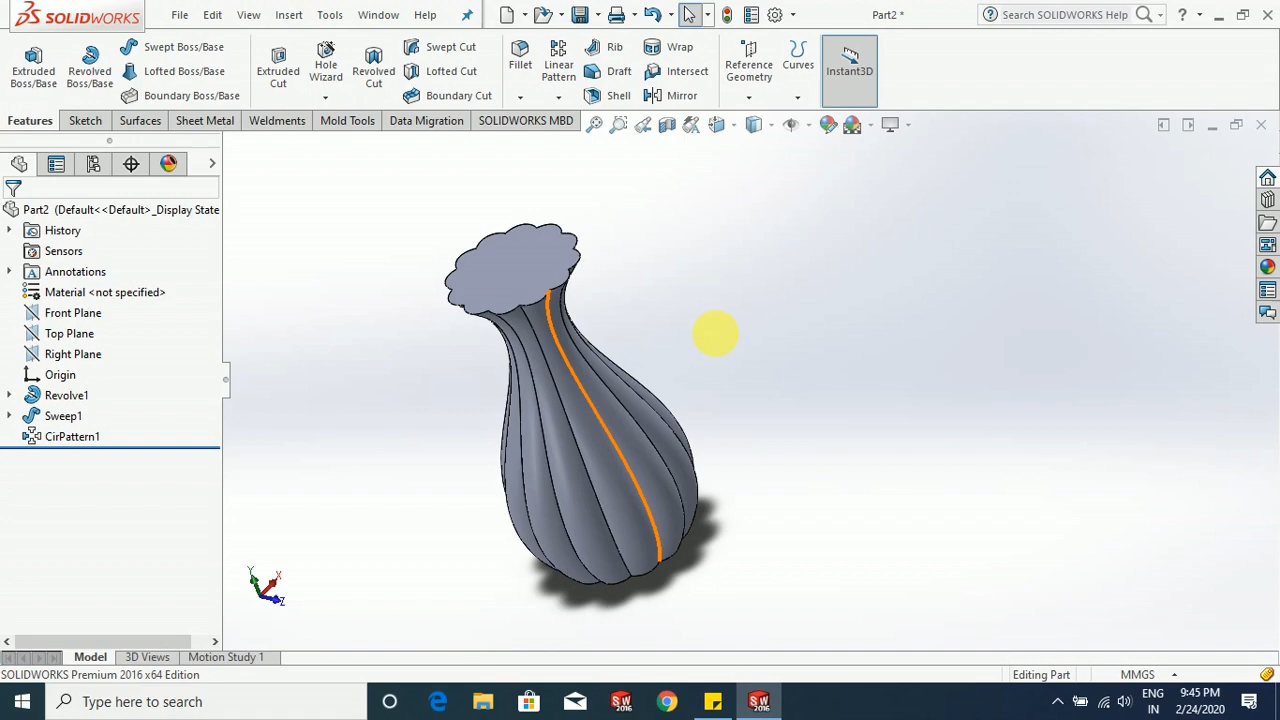 SOLIDWORKS File Edit View Insert Tools Window Help Part2 * Search SOLIDWORKS Help ?
Extruded Boss/Base
Revolved Boss/Base
Swept Boss/Base
Lofted Boss/Base
Boundary Boss/Base
Extruded Cut
Hole Wizard
Revolved Cut
Swept Cut
Lofted Cut
Boundary Cut
Fillet
Linear Pattern
Rib
Draft
Shell
Wrap
Intersect
Mirror
Reference Geometry
Curves
Instant3D
Features Sketch Surfaces Sheet Metal Weldments Mold Tools Data Migration SOLIDWORKS MBD
Part2 (Default<<Default>_Display State
History
Sensors
Annotations
Material <not specified>
Front Plane
Top Plane
Right Plane
Origin
Revolve1
Sweep1
CirPattern1
Y X Z
Model 3D Views Motion Study 1
SOLIDWORKS Premium 2016 x64 Edition Editing Part MMGS
Type here to search
SW 2016
SW 2016
ENG
IN
9:45 PM
2/24/2020